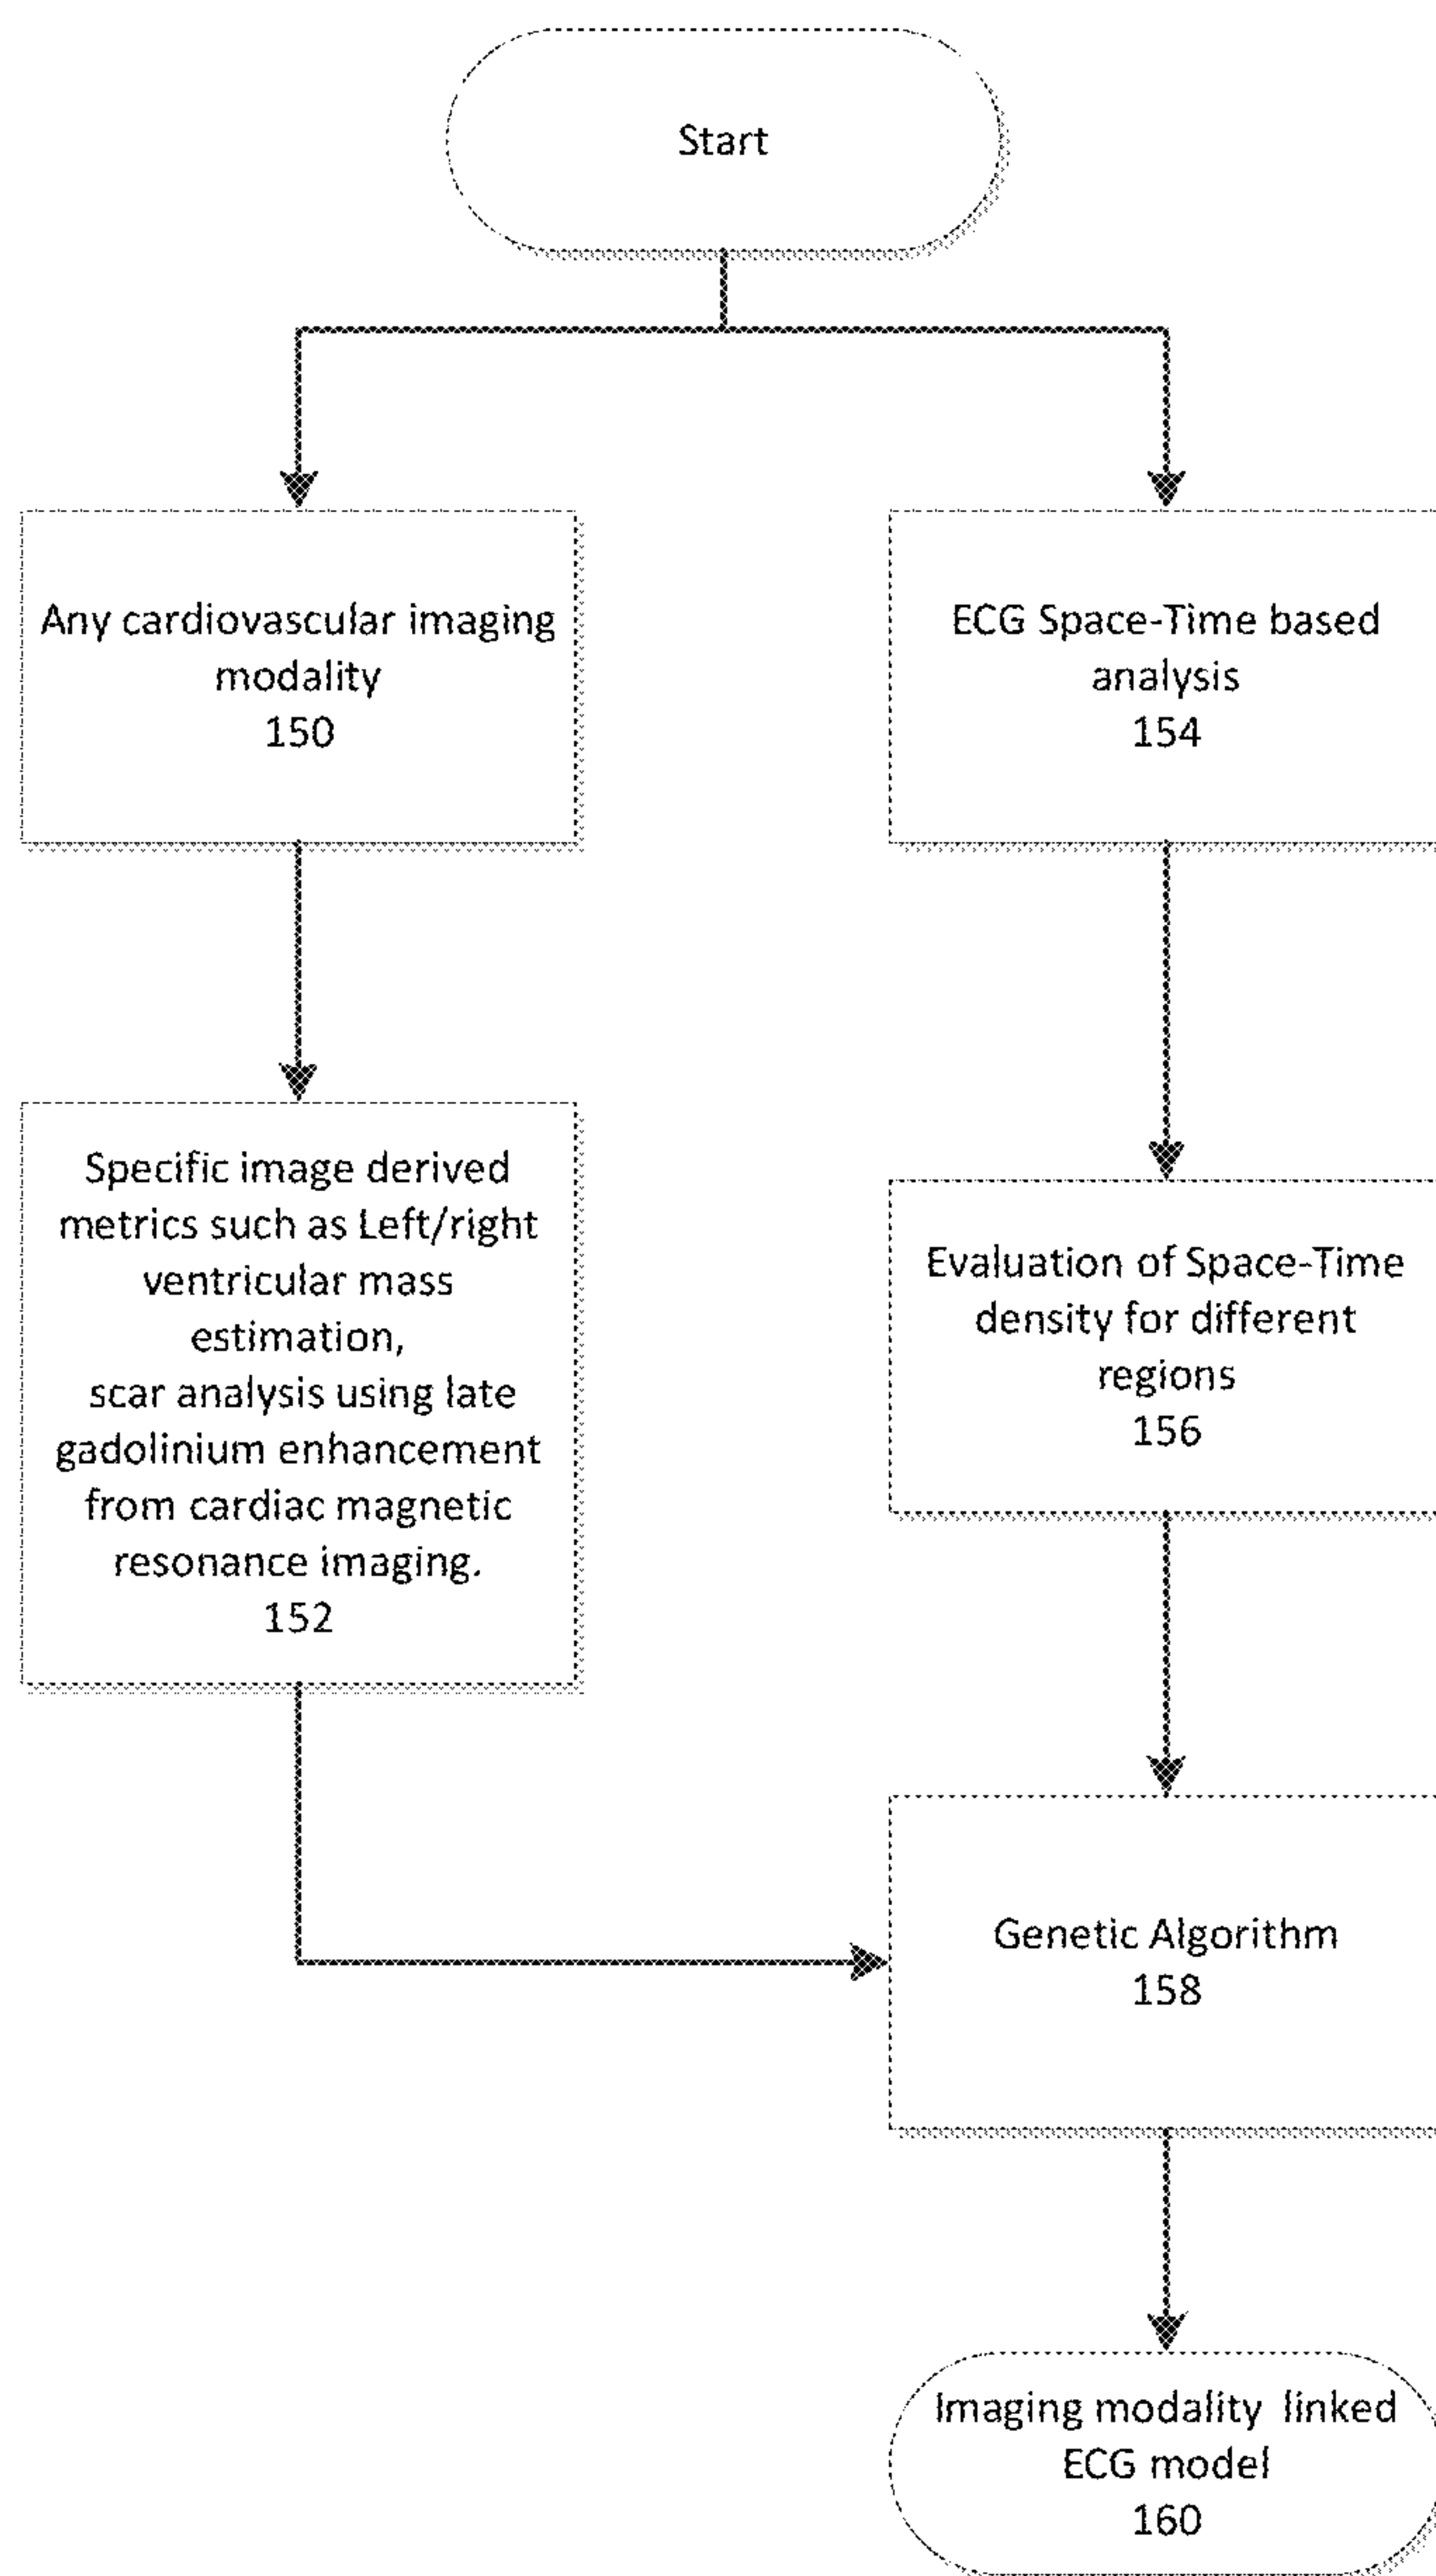 Start
Any cardiovascular imaging
modality
150
ECG Space-Time based
analysis
154
Specific image derived
metrics such as Left/right
ventricular mass
estimation,
scar analysis using late
gadolinium enhancement
from cardiac magnetic
resonance imaging.
152
Evaluation of Space-Time
density for different
regions
156
Genetic Algorithm
158
Imaging modality linked
ECG model
160